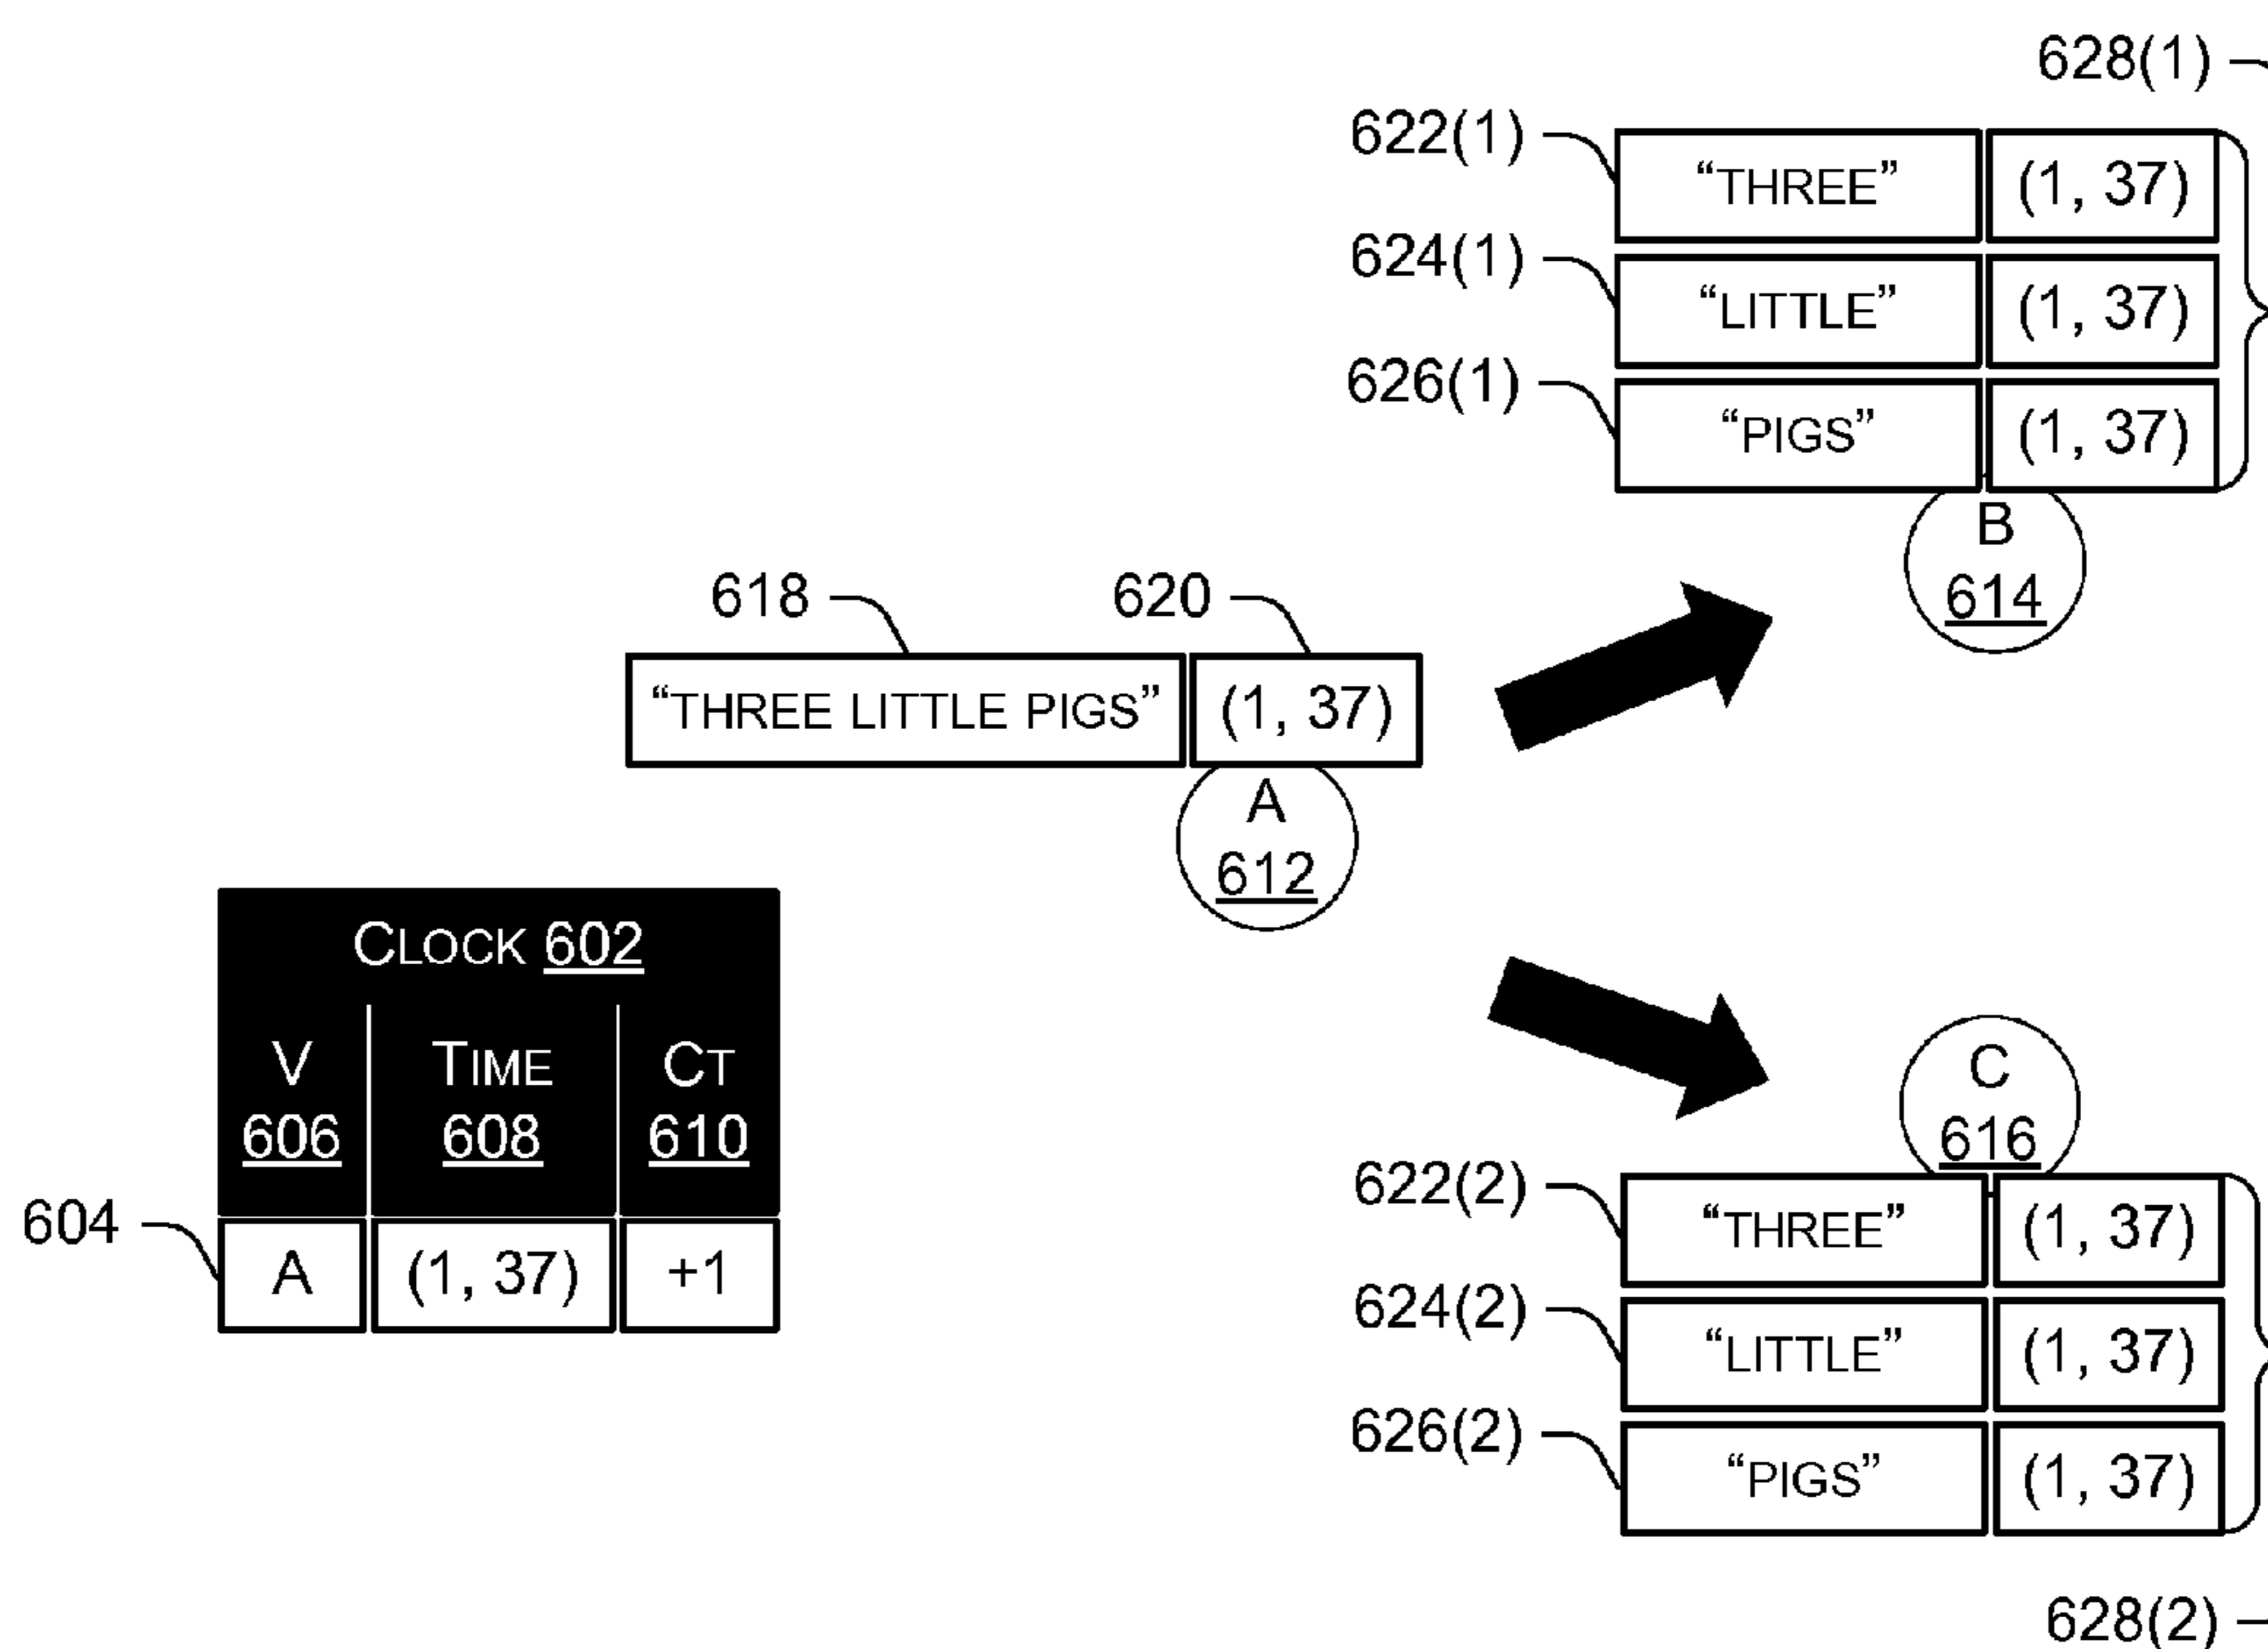 628(1)
622(1) “THREE” (1, 37)
624(1) “LITTLE” (1, 37)
626(1) “PIGS” (1, 37)
B
614
618 620
“THREE LITTLE PIGS” (1, 37)
A
612
CLOCK 602
V TIME CT
606 608 610
604 A (1, 37) +1
C
616
622(2) “THREE” (1, 37)
624(2) “LITTLE” (1, 37)
626(2) “PIGS” (1, 37)
628(2)